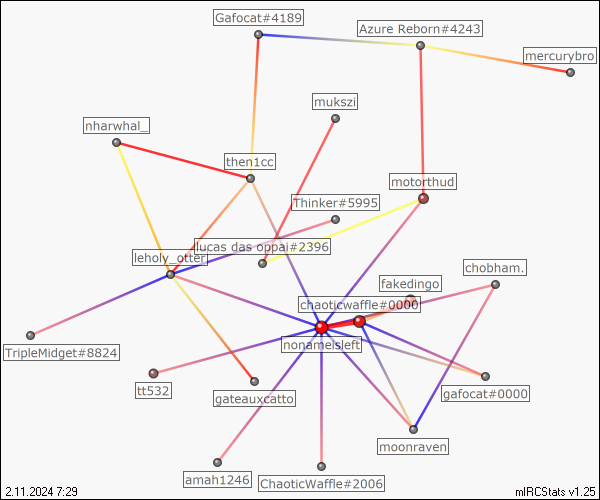 Gafocat#4189
Azure Reborn#4243
mercurybro
mukszi
nharwhal_
then1cc
motorthud
Thinker#5995
lucas das oppai#2396
leholy_otter
chobham.
fakedingo
chaoticwaffle#0000
nonameisleft
TripleMidget#8824
tt532
gateauxcatto
gafocat#0000
moonraven
amah1246
ChaoticWaffle#2006
2.11.2024 7:29
mIRCStats v1.25